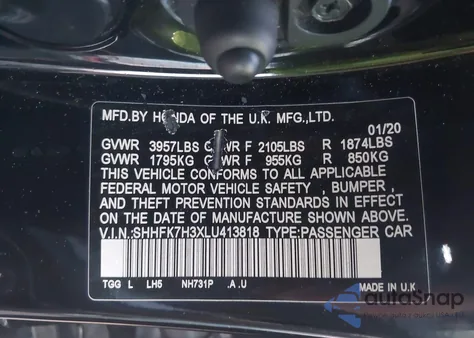 MFD. BY HONDA OF THE U.K MFG.,LTD.
01/20
GVWR 3957LBS GAWR F 2105LBS R 1874LBS
GVWR 1795KG GAWR F 955KG R 850KG
THIS VEHICLE CONFORMS TO ALL APPLICABLE
FEDERAL MOTOR VEHICLE SAFETY , BUMPER ,
AND THEFT PREVENTION STANDARDS IN EFFECT
ON THE DATE OF MANUFACTURE SHOWN ABOVE.
V.I.N.:SHHFK7H3XLU413818 TYPE:PASSENGER CAR
TGG L LH5 NH731P .A .U MADE IN U.K
autoSnap